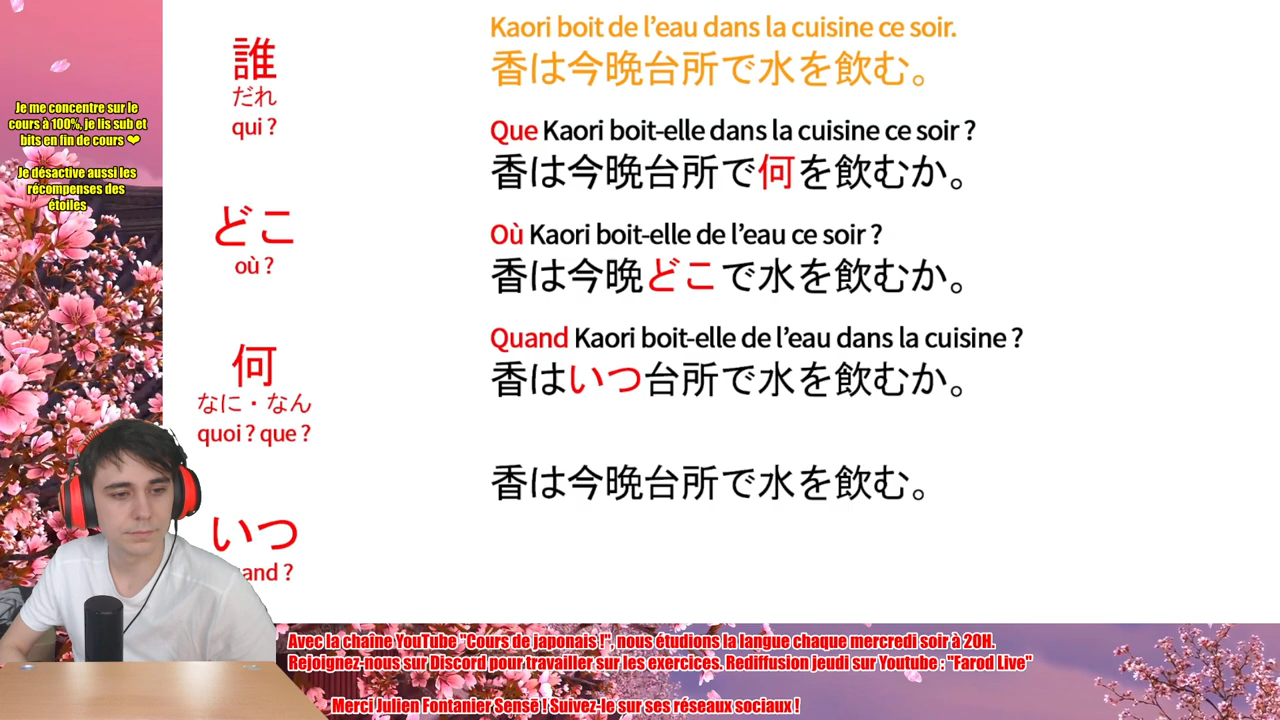 Je me concentre sur le
cours à 100%, je lis sub et
bits en fin de cours ❤
Je désactive aussi les
récompenses des
étoiles
誰
だれ
qui ?
どこ
où ?
何
なに・なん
quoi ? que ?
いつ
and ?
Kaori boit de l'eau dans la cuisine ce soir.
香は今晩台所で水を飲む。
Que Kaori boit-elle dans la cuisine ce soir ?
香は今晩台所で何を飲むか。
Où Kaori boit-elle de l'eau ce soir ?
香は今晩どこで水を飲むか。
Quand Kaori boit-elle de l'eau dans la cuisine ?
香はいつ台所で水を飲むか。
香は今晩台所で水を飲む。
Avec la chaîne YouTube "Cours de japonais !", nous étudions la langue chaque mercredi soir à 20H.
Rejoignez-nous sur Discord pour travailler sur les exercices. Rediffusion jeudi sur Youtube : "Farod Live"
Merci Julien Fontanier Sensë ! Suivez-le sur ses réseaux sociaux !